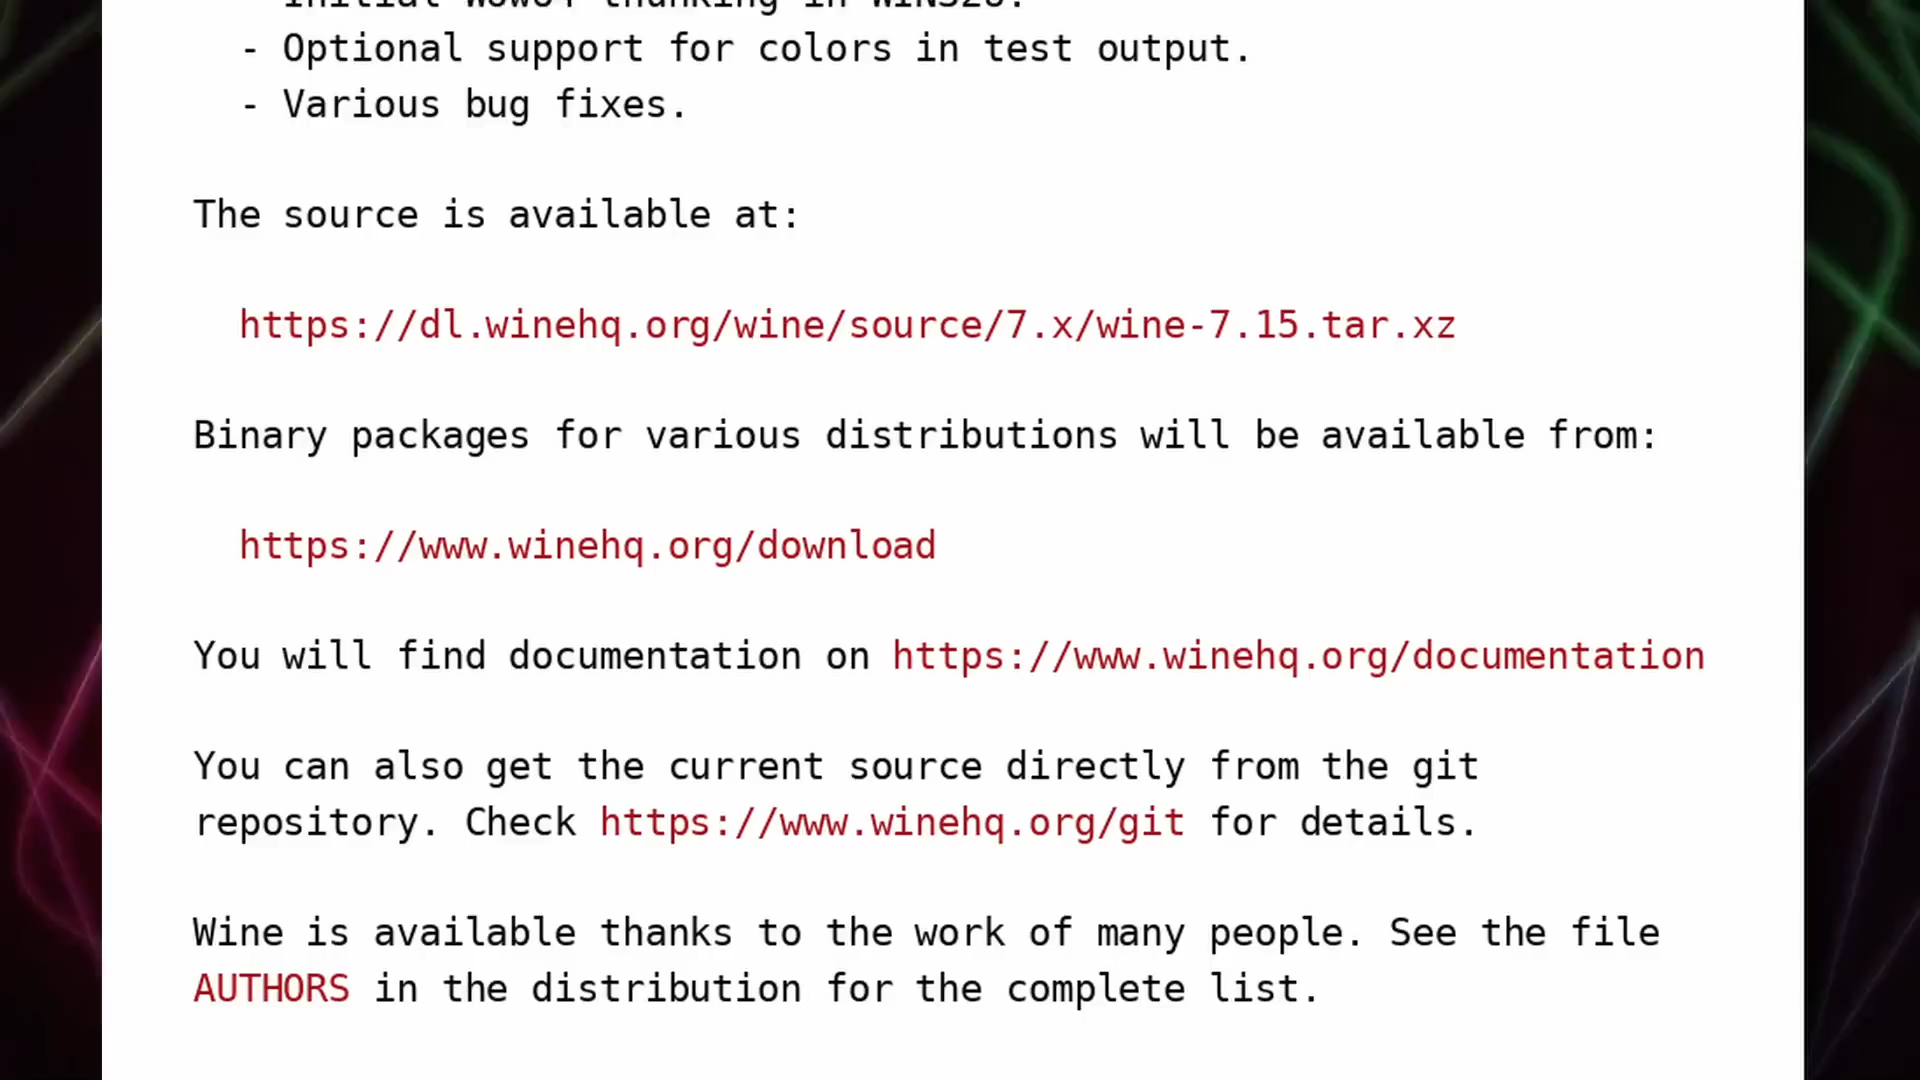 - Optional support for colors in test output.
- Various bug fixes.
The source is available at:
https://dl.winehq.org/wine/source/7.x/wine-7.15.tar.xz
Binary packages for various distributions will be available from:
https://www.winehq.org/download
You will find documentation on https://www.winehq.org/documentation
You can also get the current source directly from the git
repository. Check https://www.winehq.org/git for details.
Wine is available thanks to the work of many people. See the file
AUTHORS in the distribution for the complete list.